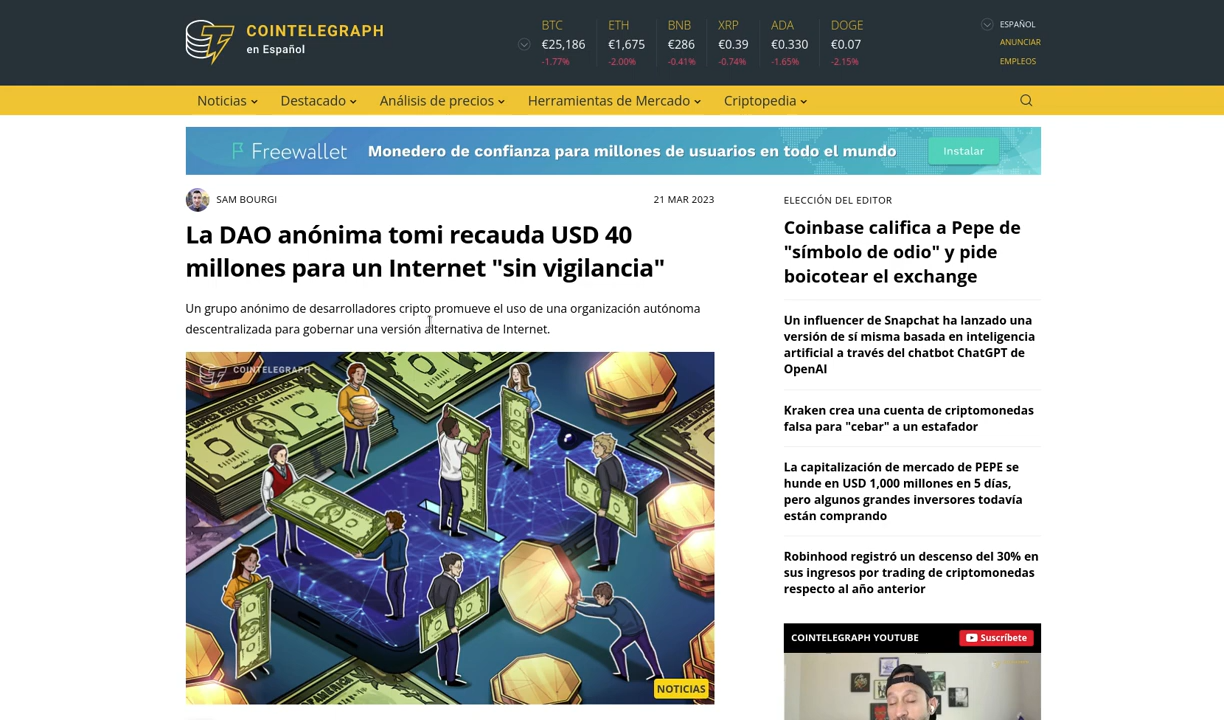 COINTELEGRAPH
en Español
BTC
€25,186
-1.77%
ETH
€1,675
-2.00%
BNB
€286
-0.41%
XRP
€0.39
-0.74%
ADA
€0.330
-1.65%
DOGE
€0.07
-2.15%
ESPAÑOL
ANUNCIAR
EMPLEOS
Noticias
Destacado
Análisis de precios
Herramientas de Mercado
Criptopedia
Freewallet
Monedero de confianza para millones de usuarios en todo el mundo
Instalar
SAM BOURGI
21 MAR 2023
La DAO anónima tomi recauda USD 40
millones para un Internet "sin vigilancia"
Un grupo anónimo de desarrolladores cripto promueve el uso de una organización autónoma
descentralizada para gobernar una versión alternativa de Internet.
COINTELEGRAPH
NOTICIAS
ELECCIÓN DEL EDITOR
Coinbase califica a Pepe de
"símbolo de odio" y pide
boicotear el exchange
Un influencer de Snapchat ha lanzado una
versión de sí misma basada en inteligencia
artificial a través del chatbot ChatGPT de
OpenAI
Kraken crea una cuenta de criptomonedas
falsa para "cebar" a un estafador
La capitalización de mercado de PEPE se
hunde en USD 1,000 millones en 5 días,
pero algunos grandes inversores todavía
están comprando
Robinhood registró un descenso del 30% en
sus ingresos por trading de criptomonedas
respecto al año anterior
COINTELEGRAPH YOUTUBE
Suscríbete